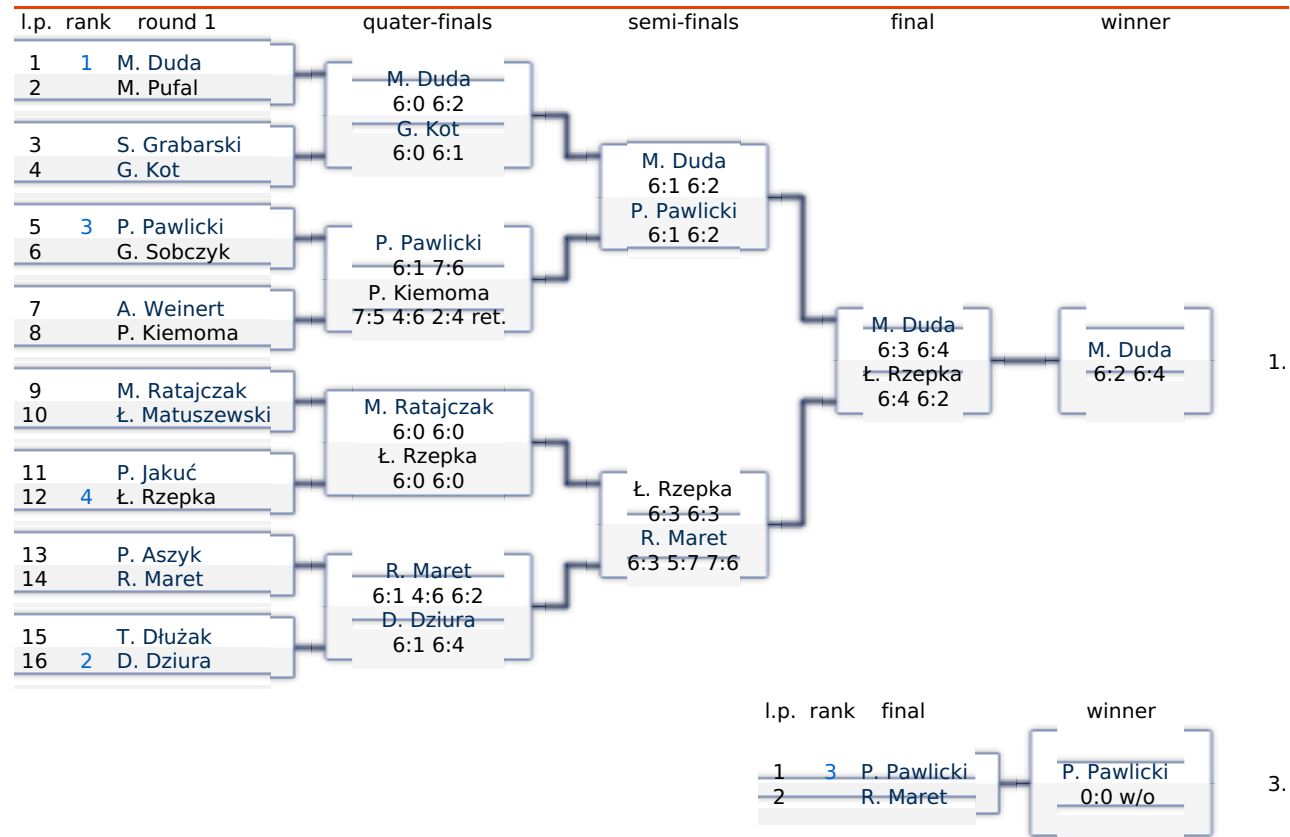 l.p. rank round 1 quater-finals semi-finals final winner
1 1 M. Duda
2 M. Pufal
3 S. Grabarski
4 G. Kot
5 3 P. Pawlicki
6 G. Sobczyk
7 A. Weinert
8 P. Kiemoma
9 M. Ratajczak
10 Ł. Matuszewski
11 P. Jakuć
12 4 Ł. Rzepka
13 P. Aszyk
14 R. Maret
15 T. Dłużak
16 2 D. Dziura
M. Duda
6:0 6:2
G. Kot
6:0 6:1
P. Pawlicki
6:1 7:6
P. Kiemoma
7:5 4:6 2:4 ret.
M. Ratajczak
6:0 6:0
Ł. Rzepka
6:0 6:0
R. Maret
6:1 4:6 6:2
D. Dziura
6:1 6:4
M. Duda
6:1 6:2
P. Pawlicki
6:1 6:2
Ł. Rzepka
6:3 6:3
R. Maret
6:3 5:7 7:6
M. Duda
6:3 6:4
Ł. Rzepka
6:4 6:2
M. Duda
6:2 6:4
1.
l.p. rank final winner
1 3 P. Pawlicki
2 R. Maret
P. Pawlicki
0:0 w/o
3.